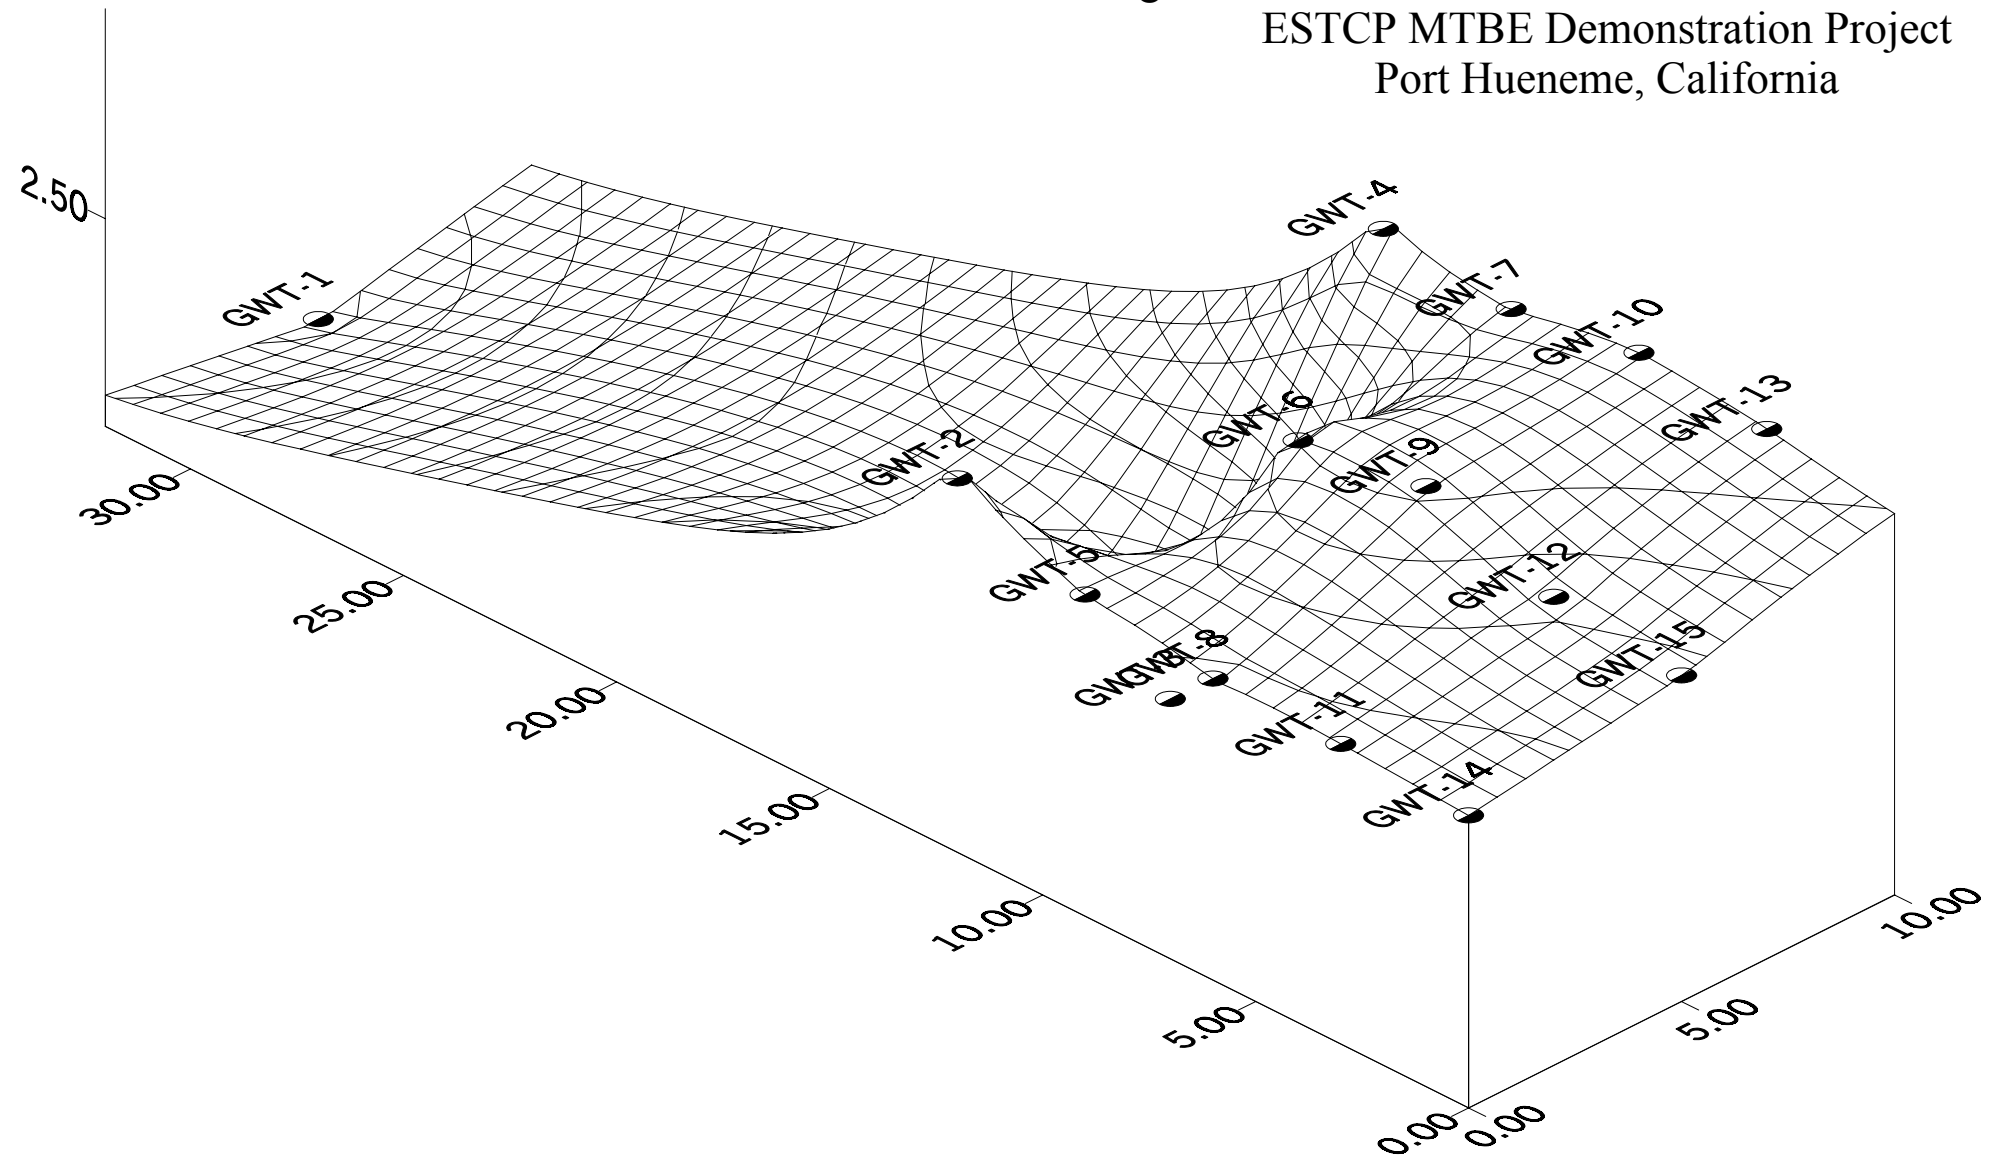 ESTCP MTBE Demonstration Project
Port Hueneme, California
2.50
GWT-4
GWT-7
GWT-1
GWT-10
GWT-13
GWT-6
GWT-2
GWT-9
30.00
GWT-5
GWT-12
25.00
GWT-8
GWT-15
20.00
GWT-11
GWT-14
15.00
10.00
10.00
5.00
5.00
0.00
0.00